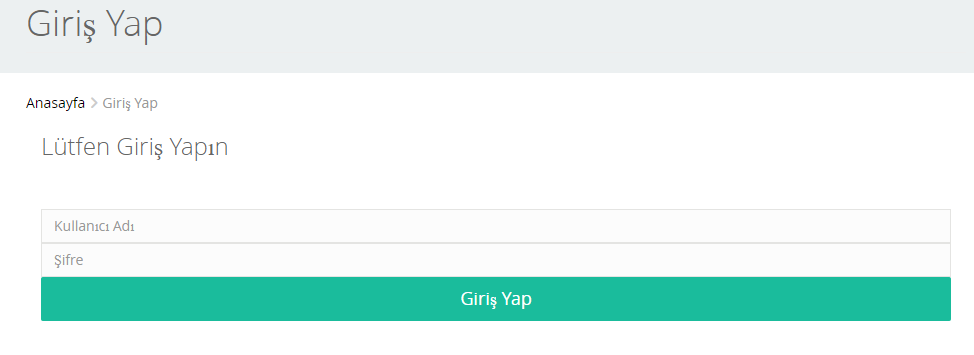 Giriş Yap
Anasayfa > Giriş Yap
Lütfen Giriş Yapın
Kullanıcı Adı
Şifre
Giriş Yap